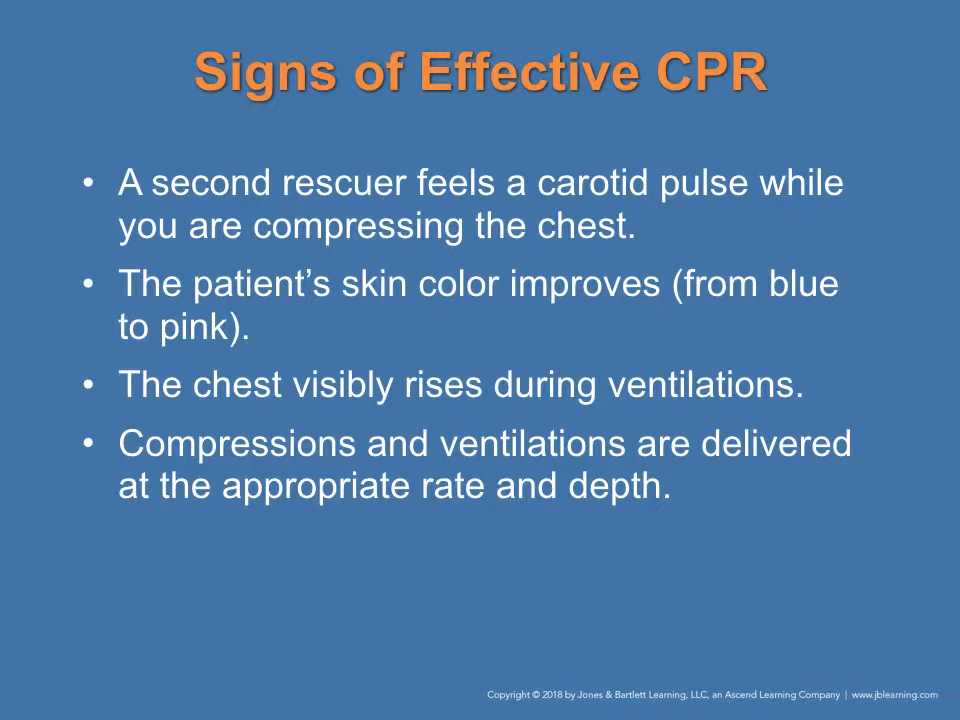 Signs of Effective CPR
• A second rescuer feels a carotid pulse while
you are compressing the chest.
• The patient’s skin color improves (from blue
to pink).
• The chest visibly rises during ventilations.
• Compressions and ventilations are delivered
at the appropriate rate and depth.
Copyright © 2018 by Jones & Bartlett Learning, LLC, an Ascend Learning Company | www.jblearning.com